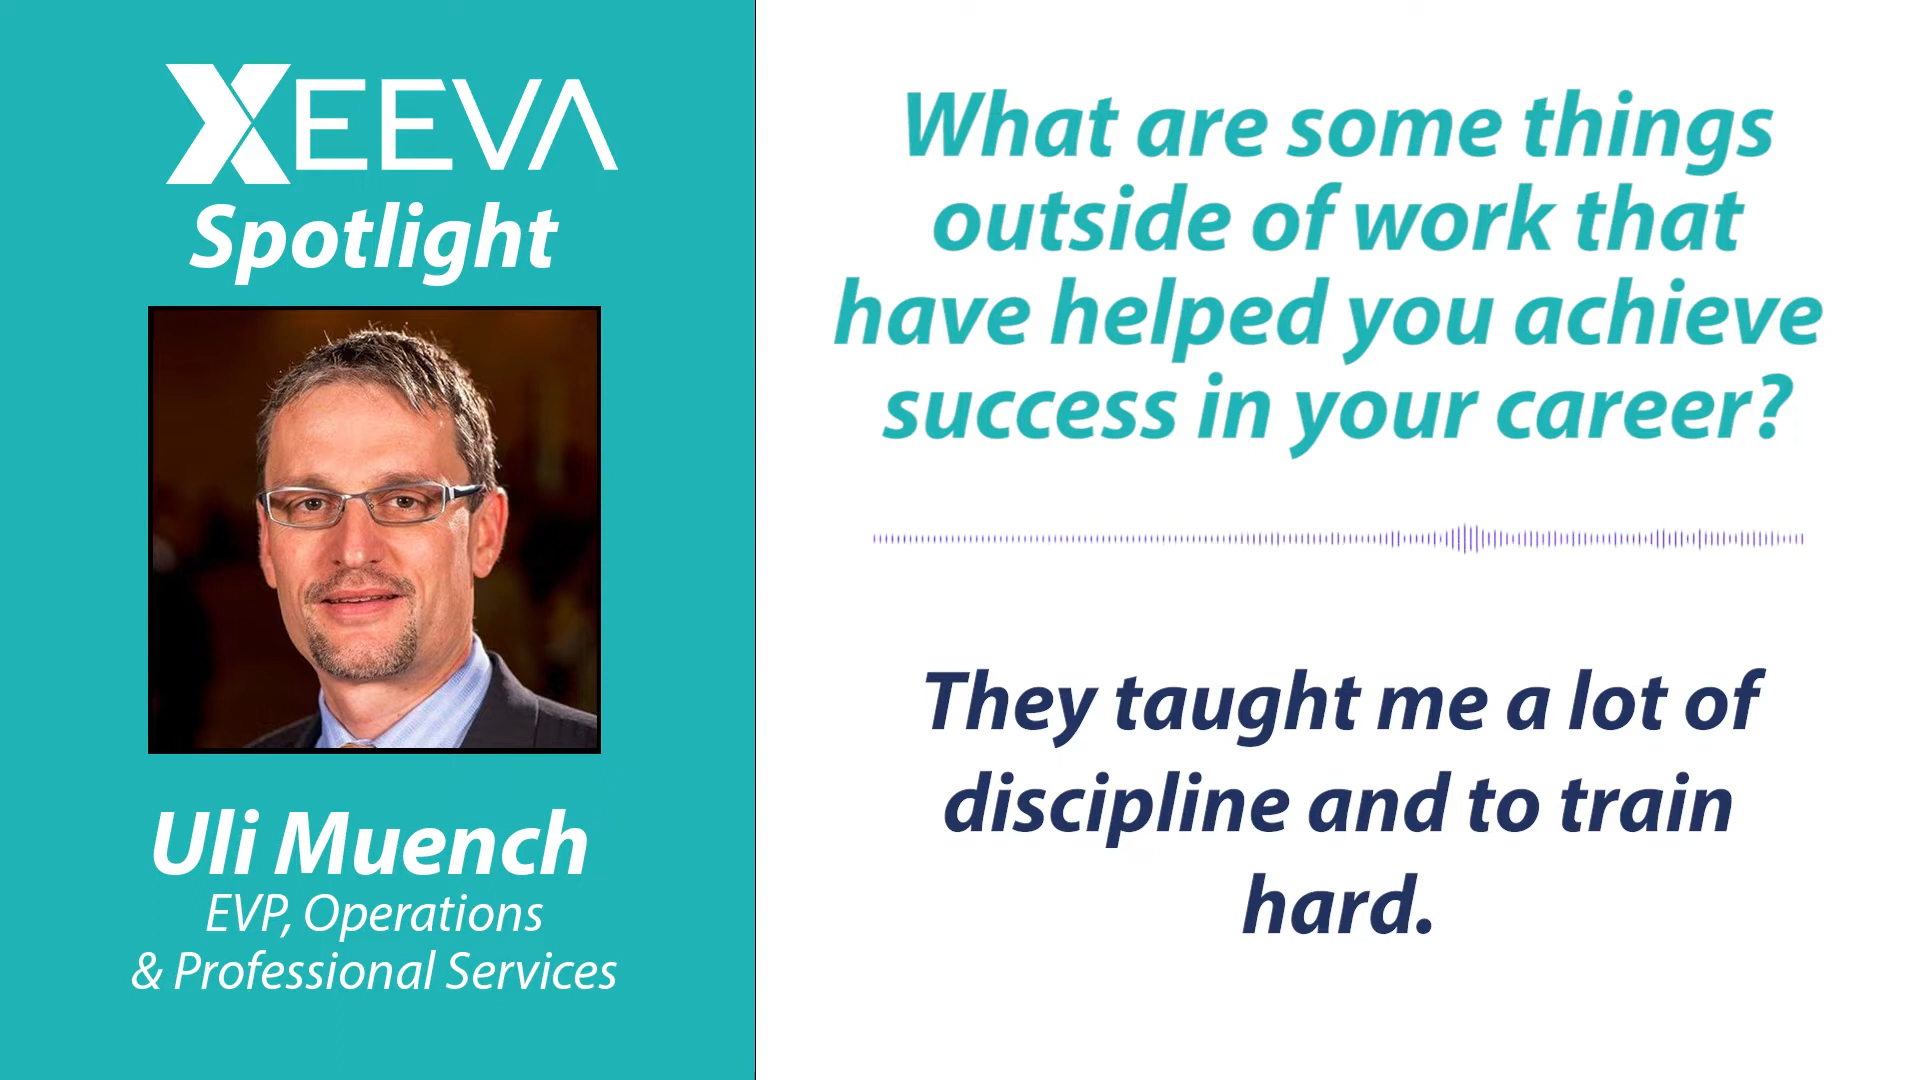 XEEVA
Spotlight
Uli Muench
EVP, Operations
& Professional Services
What are some things
outside of work that
have helped you achieve
success in your career?
They taught me a lot of
discipline and to train
hard.